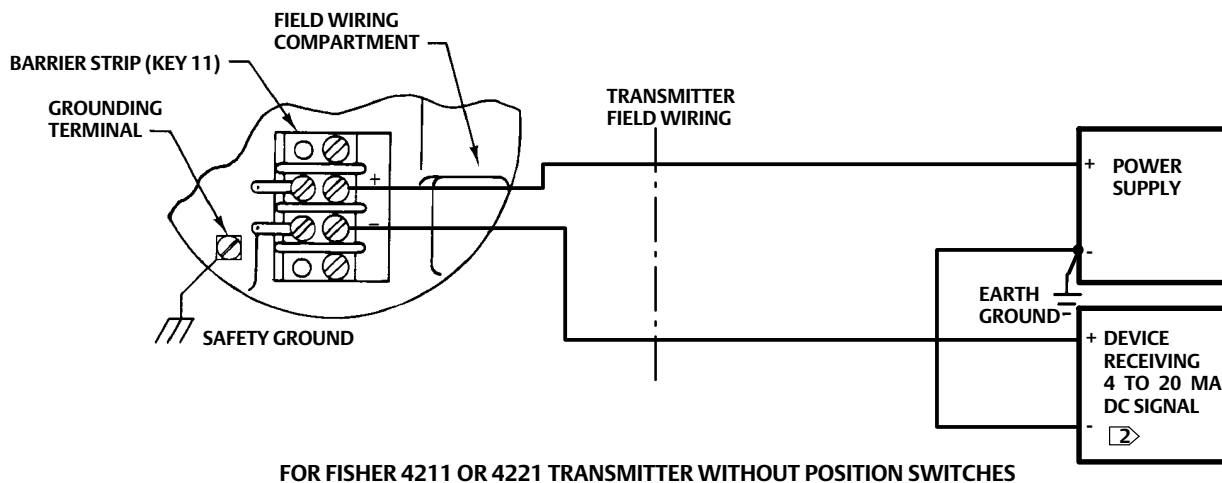 FIELD WIRING
COMPARTMENT
BARRIER STRIP (KEY 11)
GROUNDING
TERMINAL
TRANSMITTER
FIELD WIRING
+
-
+
POWER
SUPPLY
-
EARTH
GROUND
-
SAFETY GROUND
+ DEVICE
RECEIVING
4 TO 20 MA
DC SIGNAL
-
2
FOR FISHER 4211 OR 4221 TRANSMITTER WITHOUT POSITION SWITCHES